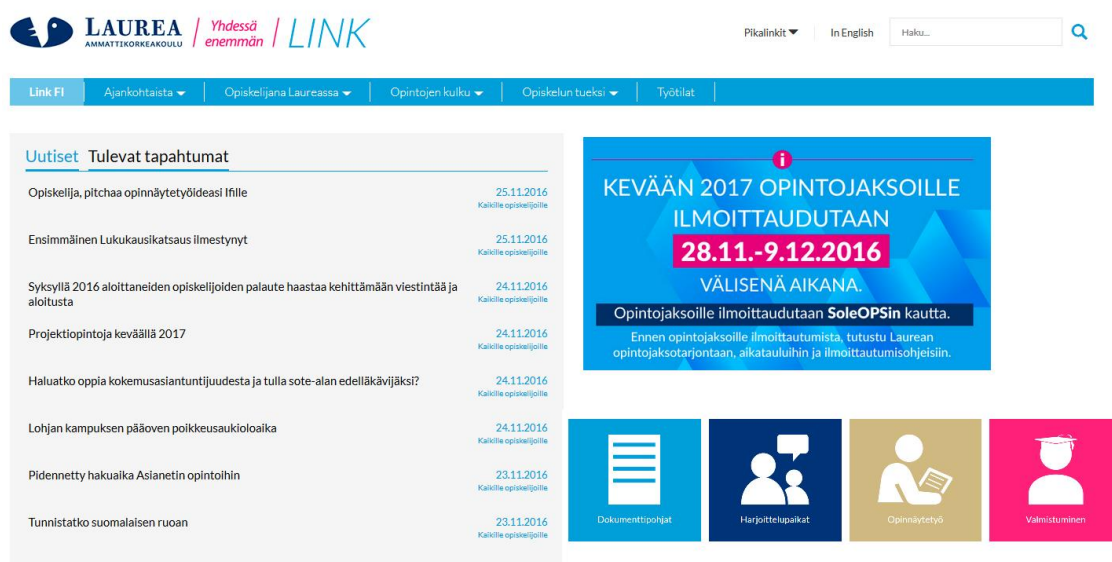 LAUREA
AMMATTIKORKEAKOULU
Yhdessä
enemmän
LINK
Pikalinkit
In English
Haku...
Link FI
Ajankohtaista
Opiskelijana Laureassa
Opintojen kulku
Opiskelun tueksi
Työtilat
Uutiset Tulevat tapahtumat
Opiskelija, pitchaa opinnäytetyöideasi Ifille
25.11.2016
Kaikille opiskelijoille
Ensimmäinen Lukukausikatsaus ilmestynyt
25.11.2016
Kaikille opiskelijoille
Syksyllä 2016 aloittaneiden opiskelijoiden palaute haastaa kehittämään viestintää ja
aloitusta
24.11.2016
Kaikille opiskelijoille
Projektiopintoja keväällä 2017
24.11.2016
Kaikille opiskelijoille
Haluatko oppia kokemusasiantuntijuudesta ja tulla sote-alan edelläkävijäksi?
24.11.2016
Kaikille opiskelijoille
Lohjan kampuksen pääoven poikkeusaukioloaika
24.11.2016
Kaikille opiskelijoille
Pidennetty hakuaika Asianetin opintoihin
23.11.2016
Kaikille opiskelijoille
Tunnistatko suomalaisen ruoan
23.11.2016
Kaikille opiskelijoille
i
KEVÄÄN 2017 OPINTOJAKSOILLE
ILMOITTAUDUTAAN
28.11.-9.12.2016
VÄLISENÄ AIKANA.
Opintojaksoille ilmoittaudutaan SoleOPSin kautta.
Ennen opintojaksoille ilmoittautumista, tutustu Laurean
opintojaksotarjontaan, aikatauluihin ja ilmoittautumisohjeisiin.
Dokumenttipohjat
Harjoittelupaikat
Opinnäytetyö
Valmistuminen